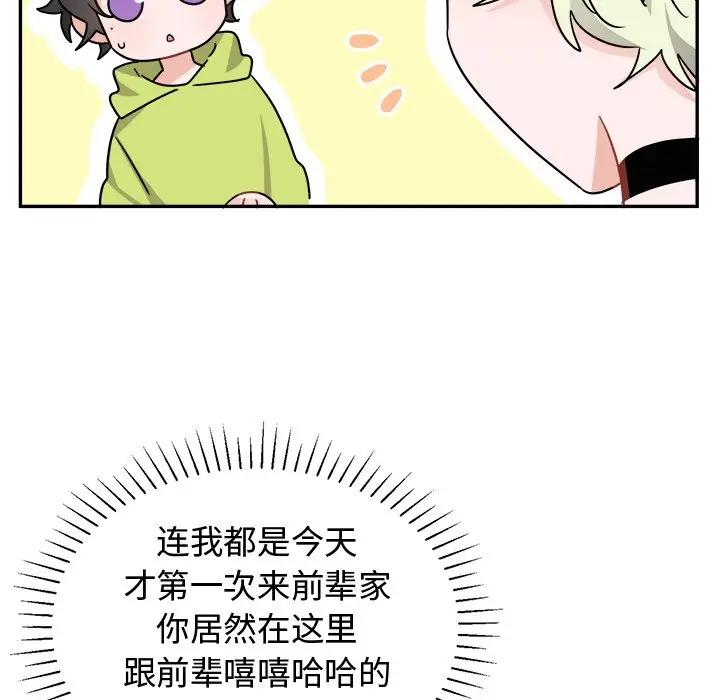 连我都是今天
才第一次来前辈家
你居然在这里
跟前辈嘻嘻哈哈的